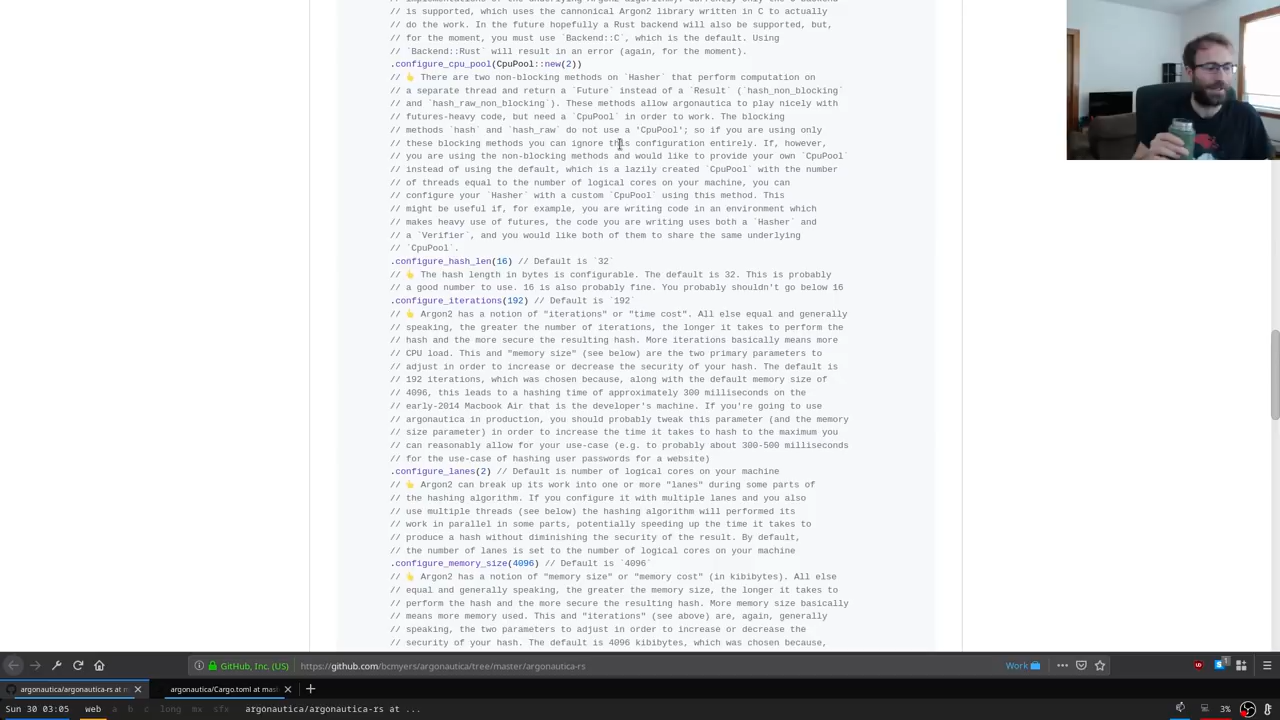 // is supported, which uses the cannonical Argon2 library written in C to actually
// do the work. In the future hopefully a Rust backend will also be supported, but,
// for the moment, you must use `Backend::C`, which is the default. Using
// `Backend::Rust` will result in an error (again, for the moment).
.configure_cpu_pool(CpuPool::new(2))
// 👆 There are two non-blocking methods on `Hasher` that perform computation on
// a separate thread and return a `Future` instead of a `Result` (`hash_non_blocking`
// and `hash_raw_non_blocking`). These methods allow argonautica to play nicely with
// futures-heavy code, but need a `CpuPool` in order to work. The blocking
// methods `hash` and `hash_raw` do not use a 'CpuPool'; so if you are using only
// these blocking methods you can ignore this configuration entirely. If, however,
// you are using the non-blocking methods and would like to provide your own `CpuPool`
// instead of using the default, which is a lazily created `CpuPool` with the number
// of threads equal to the number of logical cores on your machine, you can
// configure your `Hasher` with a custom `CpuPool` using this method. This
// might be useful if, for example, you are writing code in an environment which
// makes heavy use of futures, the code you are writing uses both a `Hasher` and
// a `Verifier`, and you would like both of them to share the same underlying
// `CpuPool`.
.configure_hash_len(16) // Default is `32`
// 👆 The hash length in bytes is configurable. The default is 32. This is probably
// a good number to use. 16 is also probably fine. You probably shouldn't go below 16
.configure_iterations(192) // Default is `192`
// 👆 Argon2 has a notion of "iterations" or "time cost". All else equal and generally
// speaking, the greater the number of iterations, the longer it takes to perform the
// hash and the more secure the resulting hash. More iterations basically means more
// CPU load. This and "memory size" (see below) are the two primary parameters to
// adjust in order to increase or decrease the security of your hash. The default is
// 192 iterations, which was chosen because, along with the default memory size of
// 4096, this leads to a hashing time of approximately 300 milliseconds on the
// early-2014 Macbook Air that is the developer's machine. If you're going to use
// argonautica in production, you should probably tweak this parameter (and the memory
// size parameter) in order to increase the time it takes to hash to the maximum you
// can reasonably allow for your use-case (e.g. to probably about 300-500 milliseconds
// for the use-case of hashing user passwords for a website)
.configure_lanes(2) // Default is number of logical cores on your machine
// 👆 Argon2 can break up its work into one or more "lanes" during some parts of
// the hashing algorithm. If you configure it with multiple lanes and you also
// use multiple threads (see below) the hashing algorithm will performed its
// work in parallel in some parts, potentially speeding up the time it takes to
// produce a hash without diminishing the security of the result. By default,
// the number of lanes is set to the number of logical cores on your machine
.configure_memory_size(4096) // Default is `4096`
// 👆 Argon2 has a notion of "memory size" or "memory cost" (in kibibytes). All else
// equal and generally speaking, the greater the memory size, the longer it takes to
// perform the hash and the more secure the resulting hash. More memory size basically
// means more memory used. This and "iterations" (see above) are, again, generally
// speaking, the two parameters to adjust in order to increase or decrease the
// security of your hash. The default is 4096 kibibytes, which was chosen because,
GitHub, Inc. (US) https://github.com/bcmyers/argonautica/tree/master/argonautica-rs Work
argonautica/argonautica-rs at m argonautica/Cargo.toml at mas
Sun 30 03:05 web a b c long mx sfx argonautica/argonautica-rs at ... 3%